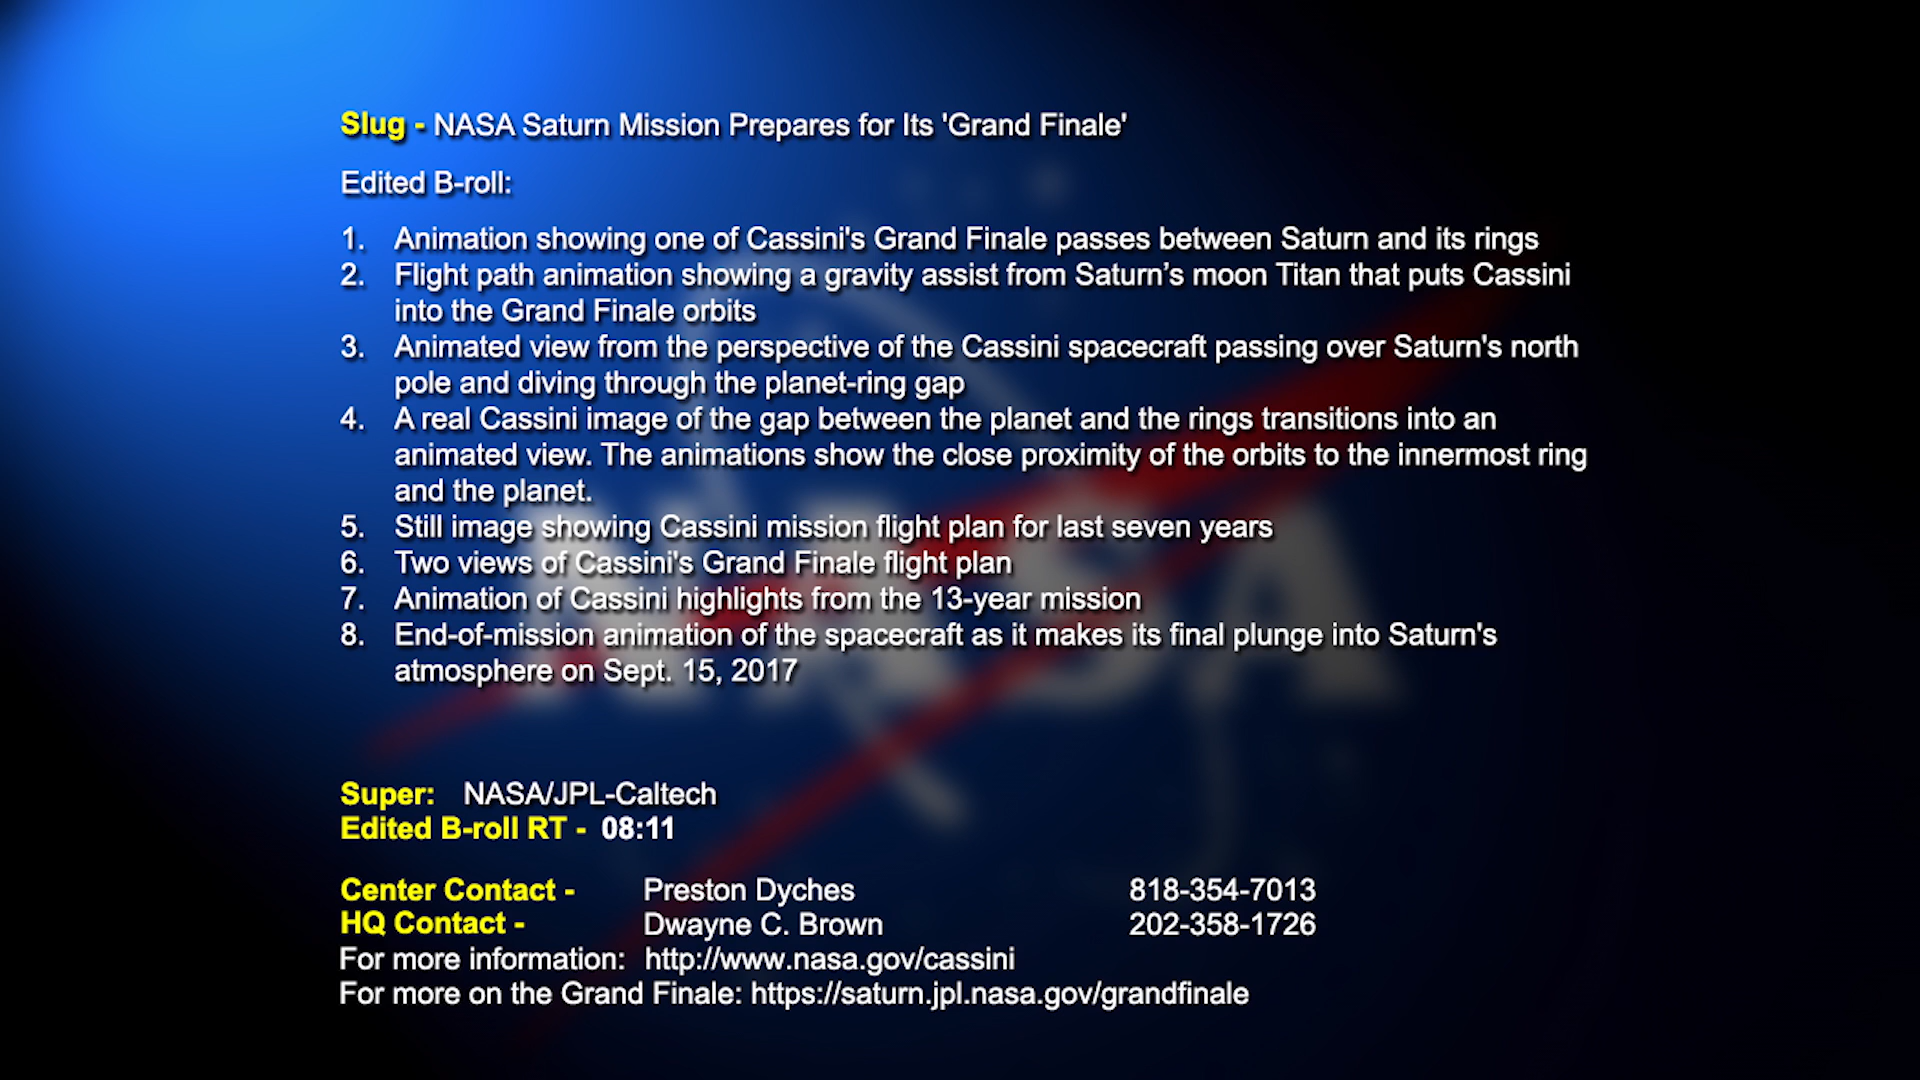 Slug - NASA Saturn Mission Prepares for Its 'Grand Finale'
Edited B-roll:
1. Animation showing one of Cassini's Grand Finale passes between Saturn and its rings
2. Flight path animation showing a gravity assist from Saturn’s moon Titan that puts Cassini
into the Grand Finale orbits
3. Animated view from the perspective of the Cassini spacecraft passing over Saturn's north
pole and diving through the planet-ring gap
4. A real Cassini image of the gap between the planet and the rings transitions into an
animated view. The animations show the close proximity of the orbits to the innermost ring
and the planet.
5. Still image showing Cassini mission flight plan for last seven years
6. Two views of Cassini's Grand Finale flight plan
7. Animation of Cassini highlights from the 13-year mission
8. End-of-mission animation of the spacecraft as it makes its final plunge into Saturn's
atmosphere on Sept. 15, 2017
NASA
Super: NASA/JPL-Caltech
Edited B-roll RT - 08:11
Center Contact - Preston Dyches 818-354-7013
HQ Contact - Dwayne C. Brown 202-358-1726
For more information: http://www.nasa.gov/cassini
For more on the Grand Finale: https://saturn.jpl.nasa.gov/grandfinale